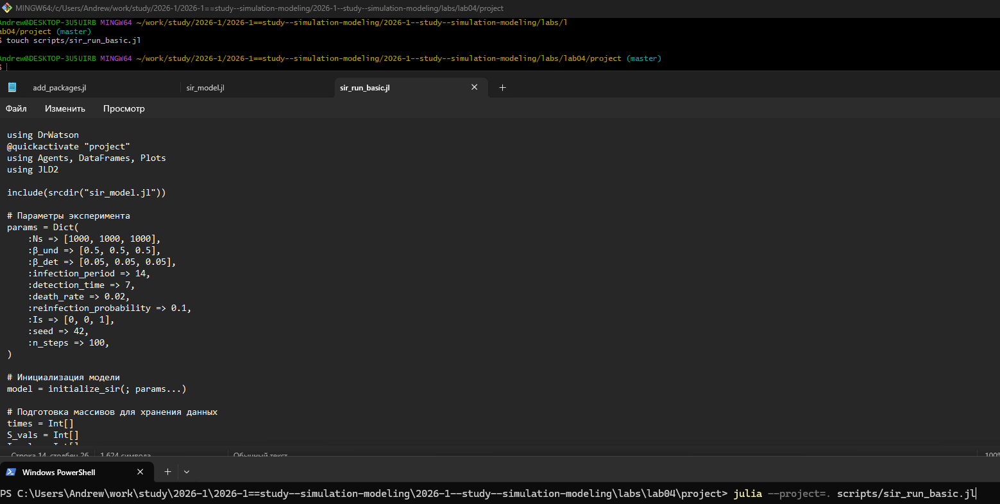 MINGW64:/c/Users/Andrew/work/study/2026-1/2026-1==study--simulation-modeling/2026-1--study--simulation-modeling/labs/lab04/project
Andrew@DESKTOP-3U5UIRB MINGW64 ~/work/study/2026-1/2026-1==study--simulation-modeling/2026-1--study--simulation-modeling/labs/l
ab04/project (master)
$ touch scripts/sir_run_basic.jl
Andrew@DESKTOP-3U5UIRB MINGW64 ~/work/study/2026-1/2026-1==study--simulation-modeling/2026-1--study--simulation-modeling/labs/lab04/project (master)
$
add_packages.jl sir_model.jl sir_run_basic.jl
Файл Изменить Просмотр
using DrWatson
@quickactivate "project"
using Agents, DataFrames, Plots
using JLD2
include(srcdir("sir_model.jl"))
# Параметры эксперимента
params = Dict(
    :Ns => [1000, 1000, 1000],
    :β_und => [0.5, 0.5, 0.5],
    :β_det => [0.05, 0.05, 0.05],
    :infection_period => 14,
    :detection_time => 7,
    :death_rate => 0.02,
    :reinfection_probability => 0.1,
    :Is => [0, 0, 1],
    :seed => 42,
    :n_steps => 100,
)
# Инициализация модели
model = initialize_sir(; params...)
# Подготовка массивов для хранения данных
times = Int[]
S_vals = Int[]
Строка 14, столбец 26 1 624 символа Обычный текст 100%
Windows PowerShell
PS C:\Users\Andrew\work\study\2026-1\2026-1==study--simulation-modeling\2026-1--study--simulation-modeling\labs\lab04\project> julia --project=. scripts/sir_run_basic.jl